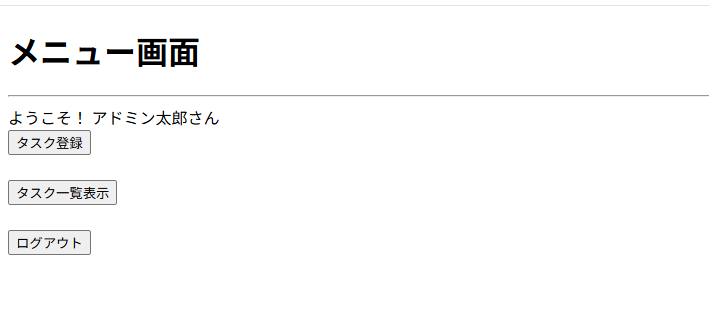 メニュー画面
ようこそ！ アドミン太郎さん
タスク登録
タスク一覧表示
ログアウト